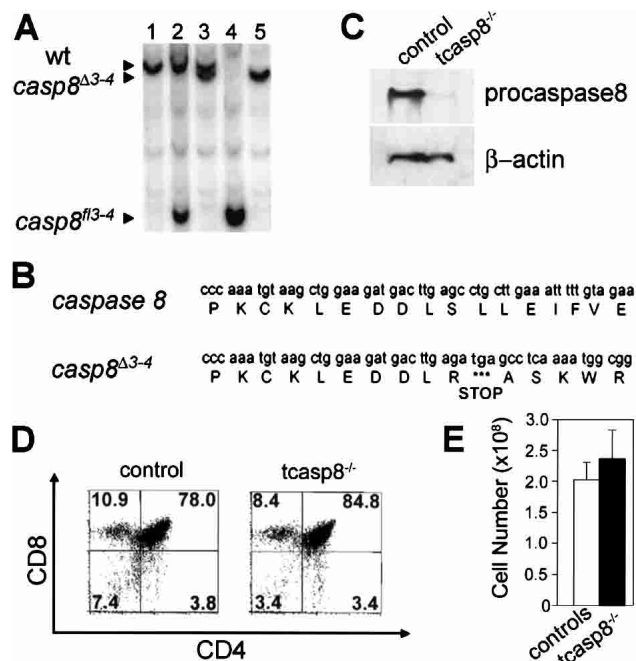 A
1 2 3 4 5
wt
casp8Δ3-4
casp8fl3-4
C
control tcasp8-/-
procaspase8
β–actin
B
caspase 8
ccc aaa tgt aag ctg gaa gat gac ttg agc ctg ctt gaa att ttt gta gaa
P K C K L E D D L S L L E I F V E
casp8Δ3-4
ccc aaa tgt aag ctg gaa gat gac ttg aga tga gcc tca aaa tgg cgg
P K C K L E D D L R *** A S K W R
STOP
D
control tcasp8-/-
10.9 78.0
7.4 3.8
8.4 84.8
3.4 3.4
CD8
CD4
E
Cell Number (x10⁸)
3.0
2.5
2.0
1.5
1.0
0.5
0
controls
tcasp8-/-